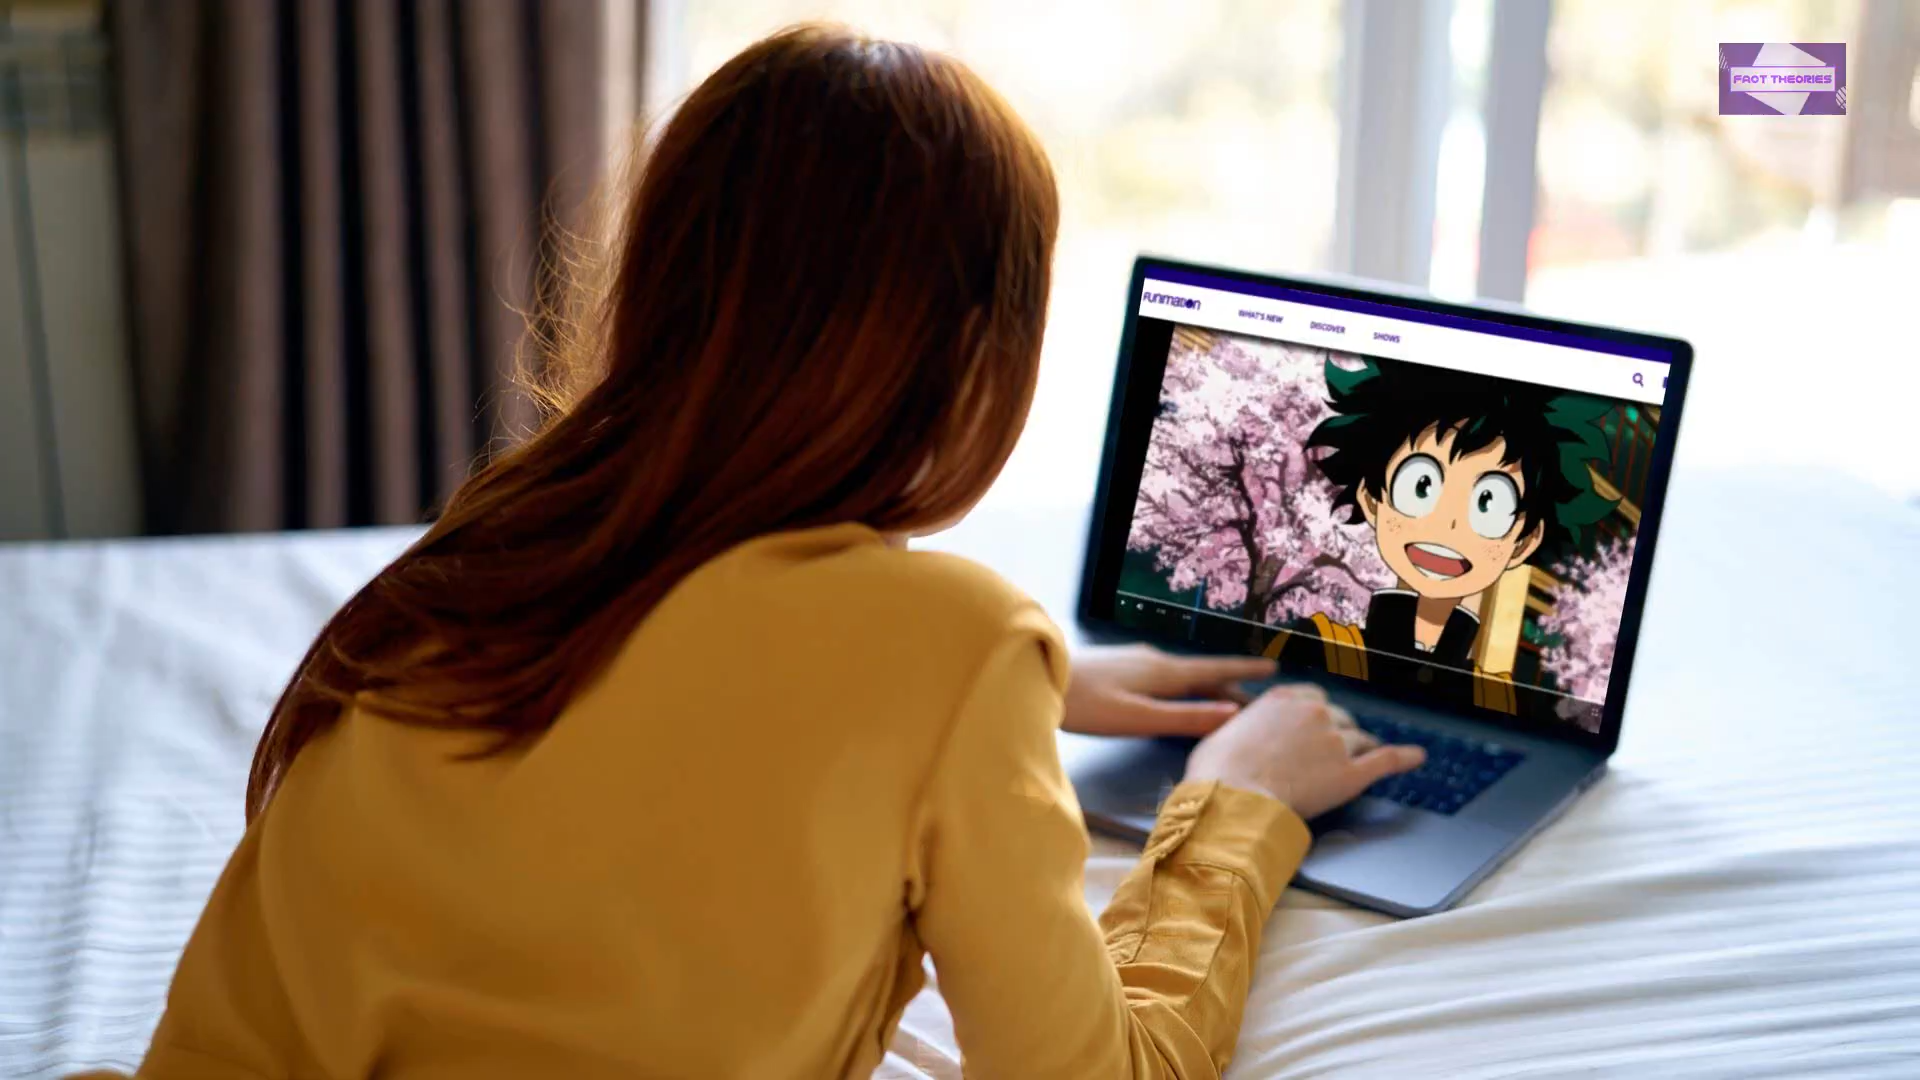 FACT THEORIES
FUNIMATION
WHAT'S NEW
DISCOVER
SHOWS